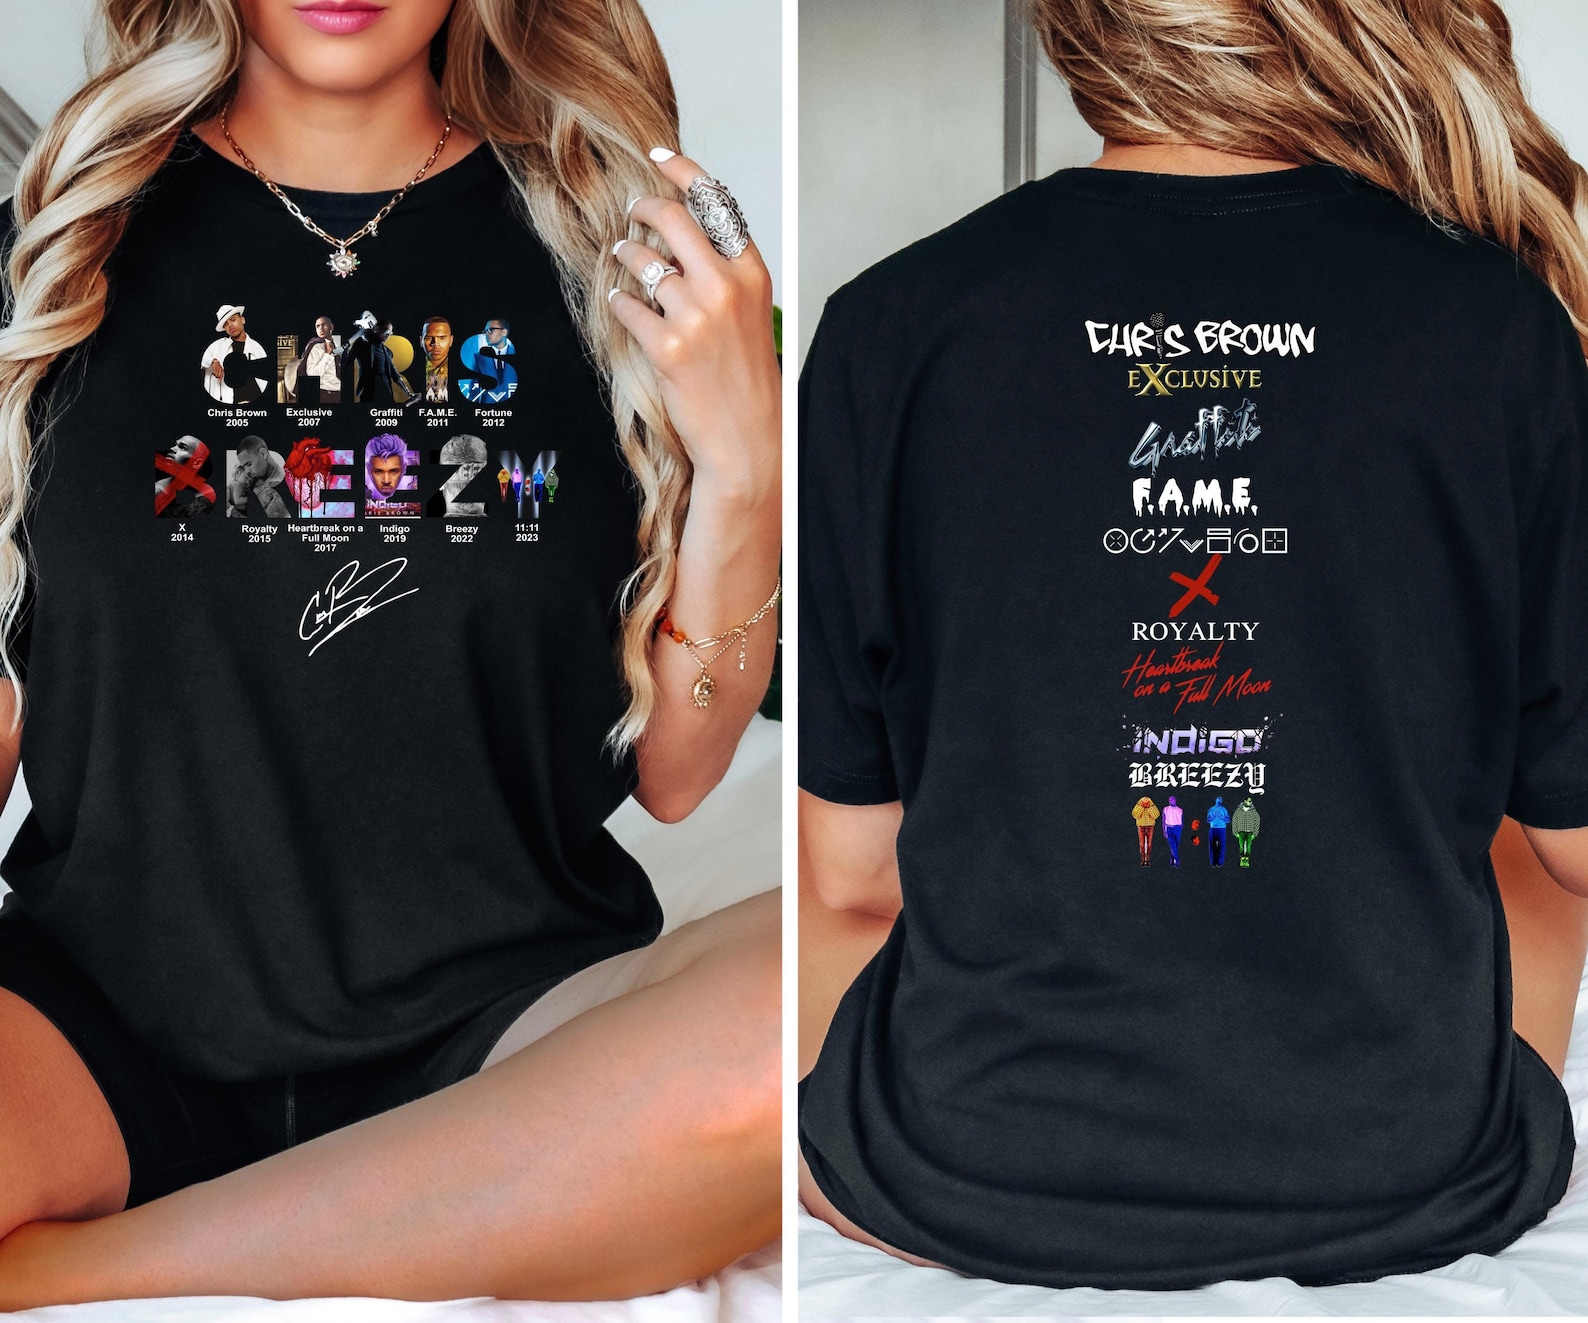 CHRIS
Chris Brown 2005
Exclusive 2007
Graffiti 2009
F.A.M.E. 2011
Fortune 2012
BREEZY
X 2014
Royalty 2015
Heartbreak on a Full Moon 2017
Indigo 2019
Breezy 2022
11:11 2023
CHRIS BROWN
EXCLUSIVE
Graffiti
F.A.M.E.
X
ROYALTY
Heartbreak
on a Full Moon
INDIGO
BREEZY